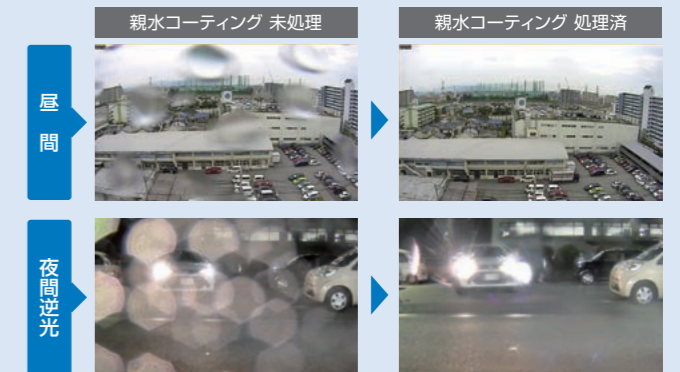 親水コーティング 未処理
親水コーティング 処理済
昼間
夜間逆光